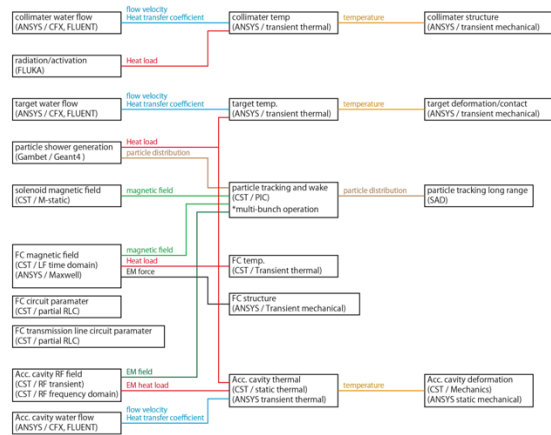 collimater water flow
(ANSYS / CFX, FLUENT)
flow velocity
Heat transfer coefficient
collimater temp
(ANSYS / transient thermal)
temperature
collimater structure
(ANSYS / transient mechanical)
radiation/activation
(FLUKA)
Heat load
target water flow
(ANSYS / CFX, FLUENT)
flow velocity
Heat transfer coefficient
target temp.
(ANSYS / transient thermal)
temperature
target deformation/contact
(ANSYS / transient mechanical)
particle shower generation
(Gambet / Geant4 )
Heat load
particle distribution
solenoid magnetic field
(CST / M-static)
magnetic field
particle tracking and wake
(CST / PIC)
*multi-bunch operation
particle distribution
particle tracking long range
(SAD)
FC magnetic field
(CST / LF time domain)
(ANSYS / Maxwell)
magnetic field
Heat load
EM force
FC temp.
(CST / Transient thermal)
FC structure
(ANSYS / Transient mechanical)
FC circuit paramater
(CST / partial RLC)
FC transmission line circuit paramater
(CST / partial RLC)
Acc. cavity RF field
(CST / RF transient)
(CST / RF frequency domain)
EM field
EM heat load
Acc. cavity thermal
(CST / static thermal)
(ANSYS transient thermal)
temperature
Acc. cavity deformation
(CST / Mechanics)
(ANSYS static mechanical)
Acc. cavity water flow
(ANSYS / CFX, FLUENT)
flow velocity
Heat transfer coefficient